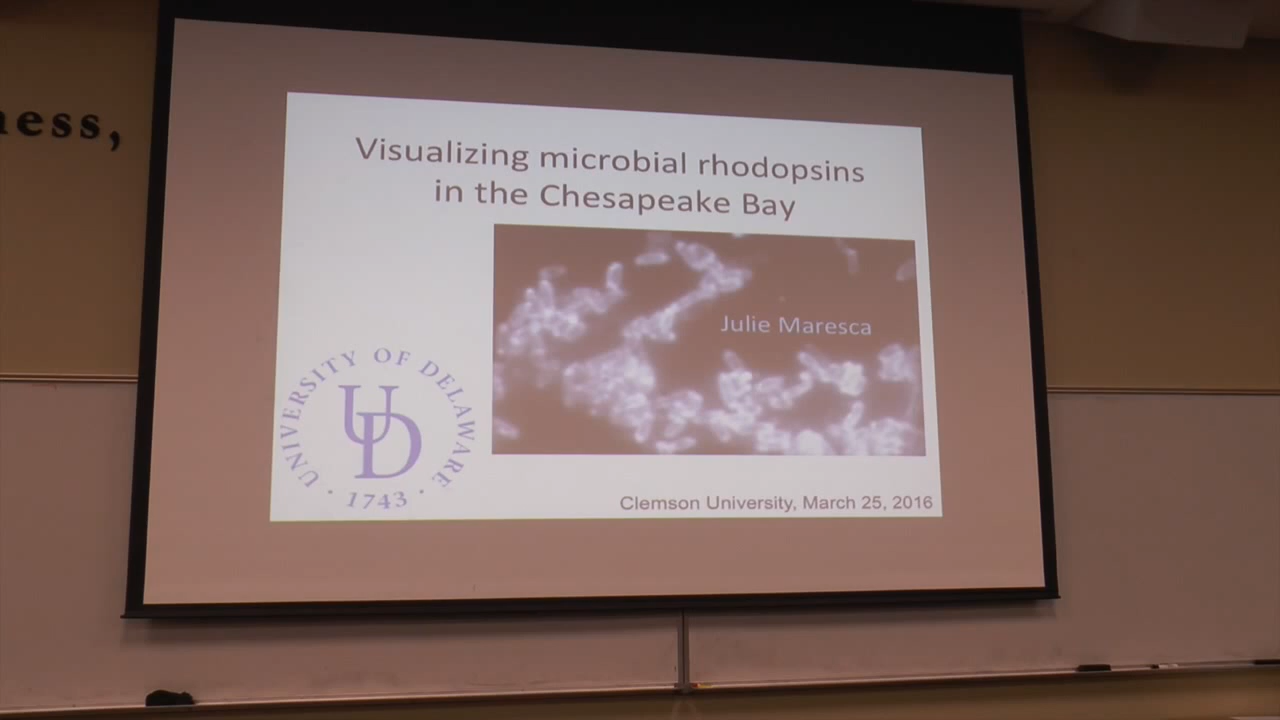 ness,
Visualizing microbial rhodopsins
in the Chesapeake Bay
Julie Maresca
UNIVERSITY OF DELAWARE
UD
· 1743 ·
Clemson University, March 25, 2016